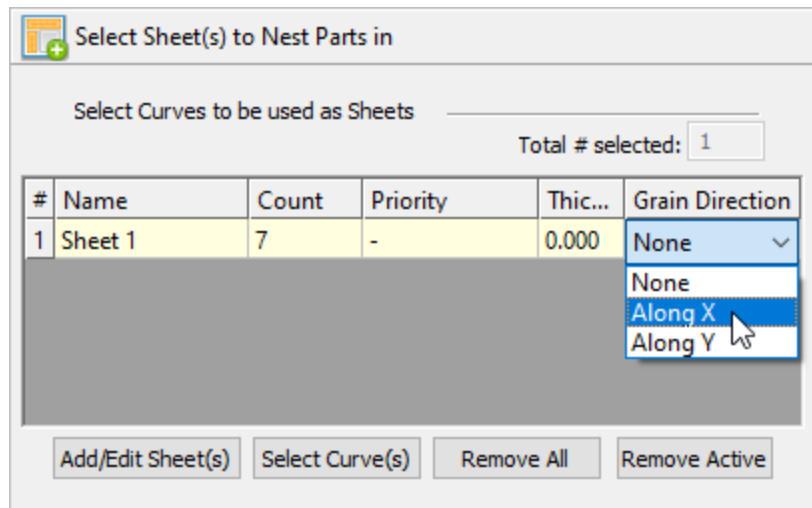 Select Sheet(s) to Nest Parts in
Select Curves to be used as Sheets
Total # selected: 1
# Name Count Priority Thic... Grain Direction
1 Sheet 1 7 - 0.000 None
None
Along X
Along Y
Add/Edit Sheet(s) Select Curve(s) Remove All Remove Active